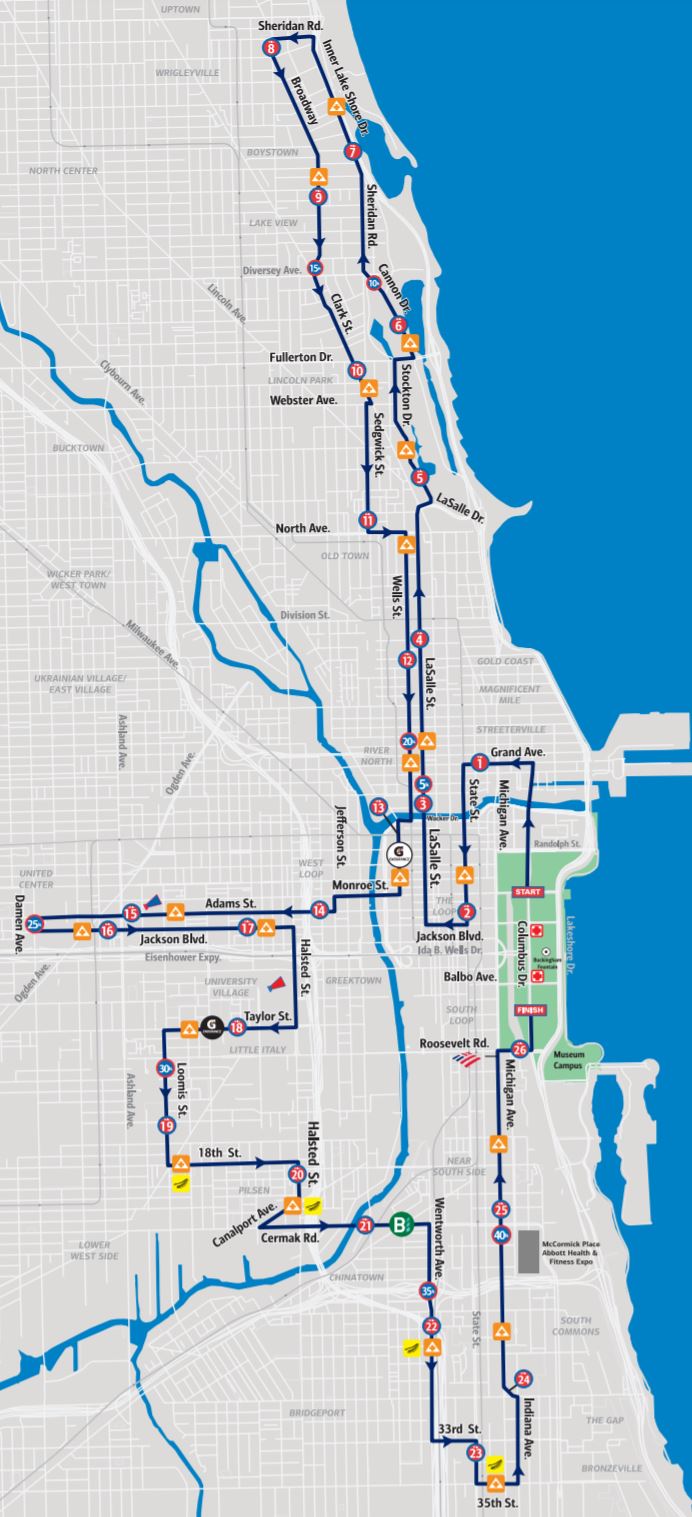 UPTOWN
Sheridan Rd.
8
WRIGLEYVILLE
Inner Lake Shore Dr.
Broadway
7
BOYSTOWN
NORTH CENTER
9
Sheridan Rd.
LAKE VIEW
Diversey Ave.
15K
10K
Cannon Dr.
Lincoln Ave.
Clark St.
6
Fullerton Dr.
10
Clybourn Ave.
LINCOLN PARK
Stockton Dr.
Webster Ave.
Sedgwick St.
BUCKTOWN
5
LaSalle Dr.
North Ave.
11
OLD TOWN
WICKER PARK/
WEST TOWN
Wells St.
Division St.
Milwaukee Ave.
4
12
GOLD COAST
UKRAINIAN VILLAGE/
EAST VILLAGE
LaSalle St.
MAGNIFICENT
MILE
Ashland Ave.
STREETERVILLE
20K
RIVER
NORTH
Grand Ave.
1
Ogden Ave.
5K
State St.
Michigan Ave.
3
13
Jefferson St.
Wacker Dr.
LaSalle St.
Randolph St.
G
ENDURANCE
WEST
LOOP
UNITED
CENTER
Monroe St.
START
Adams St.
THE
LOOP
15
14
2
Damen Ave.
25K
16
17
Jackson Blvd.
Jackson Blvd.
Columbus Dr.
Lakeshore Dr.
Eisenhower Expy.
Ida B. Wells Dr.
Buckingham
Fountain
Ogden Ave.
Halsted St.
UNIVERSITY
VILLAGE
GREEKTOWN
Balbo Ave.
Taylor St.
SOUTH
LOOP
FINISH
G
ENDURANCE
18
LITTLE ITALY
Roosevelt Rd.
26
Museum
Campus
30K
Loomis St.
Michigan Ave.
Ashland Ave.
19
Halsted St.
18th St.
NEAR
SOUTH SIDE
20
PILSEN
Canalport Ave.
Wentworth Ave.
25
21
B
Cermak Rd.
40K
LOWER
WEST SIDE
McCormick Place
Abbott Health &
Fitness Expo
CHINATOWN
35K
22
State St.
SOUTH
COMMONS
24
BRIDGEPORT
Indiana Ave.
THE GAP
33rd St.
23
BRONZEVILLE
35th St.